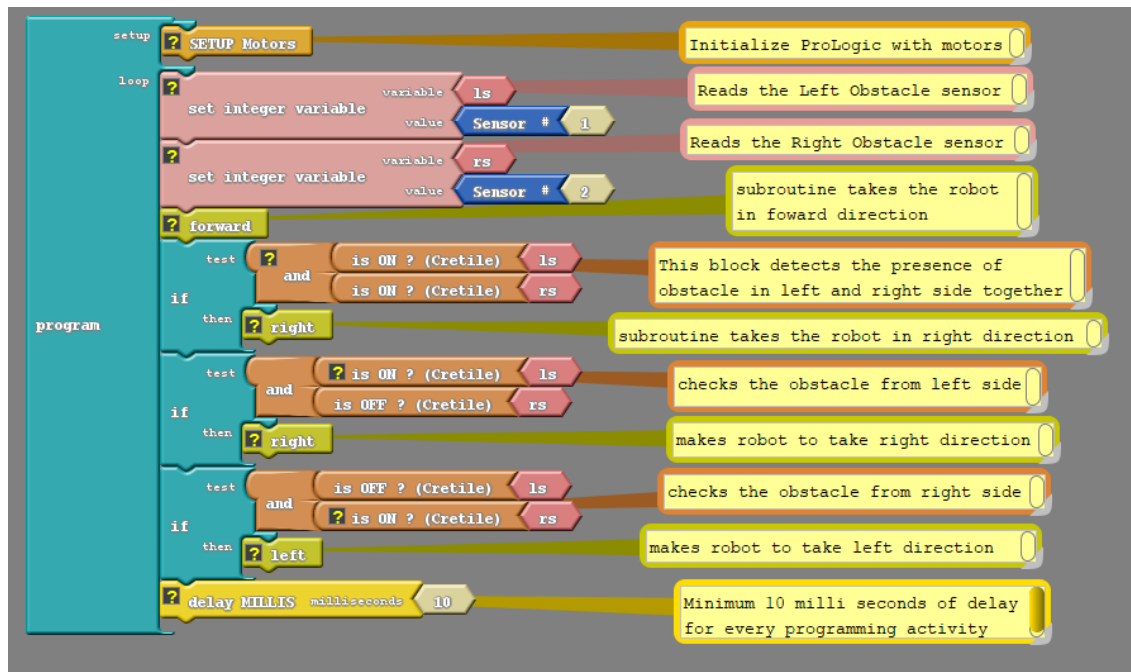 setup
? SETUP Motors
Initialize ProLogic with motors
loop
?
set integer variable
variable ls
value Sensor # 1
Reads the Left Obstacle sensor
?
set integer variable
variable rs
value Sensor # 2
Reads the Right Obstacle sensor
? forward
subroutine takes the robot
in foward direction
program
if
test
? and
is ON ? (Cretile) ls
is ON ? (Cretile) rs
This block detects the presence of
obstacle in left and right side together
then ? right
subroutine takes the robot in right direction
if
test
and
? is ON ? (Cretile) ls
is OFF ? (Cretile) rs
checks the obstacle from left side
then ? right
makes robot to take right direction
if
test
and
is OFF ? (Cretile) ls
? is ON ? (Cretile) rs
checks the obstacle from right side
then ? left
makes robot to take left direction
? delay MILLIS milliseconds 10
Minimum 10 milli seconds of delay
for every programming activity